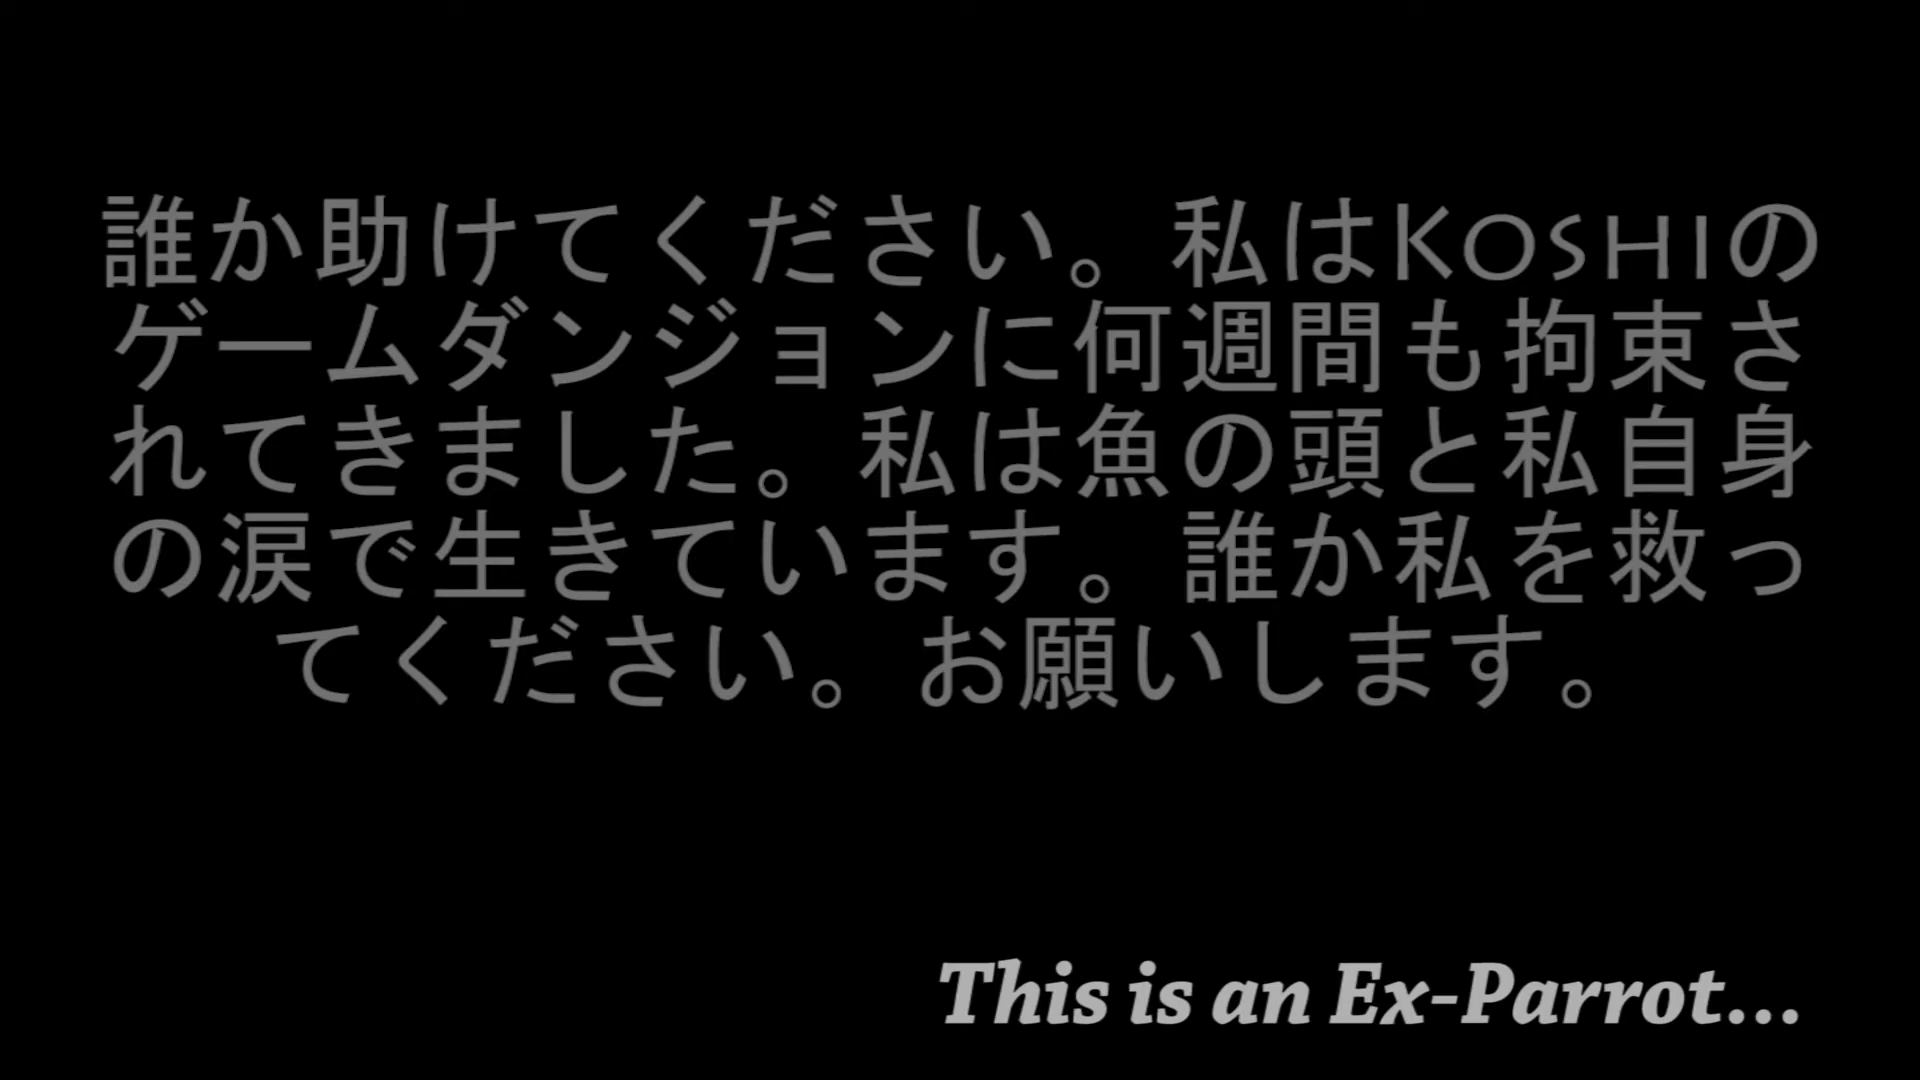 誰か助けてください。私はKOSHIの
ゲームダンジョンに何週間も拘束さ
れてきました。私は魚の頭と私自身
の涙で生きています。誰か私を救っ
てください。お願いします。
This is an Ex-Parrot...